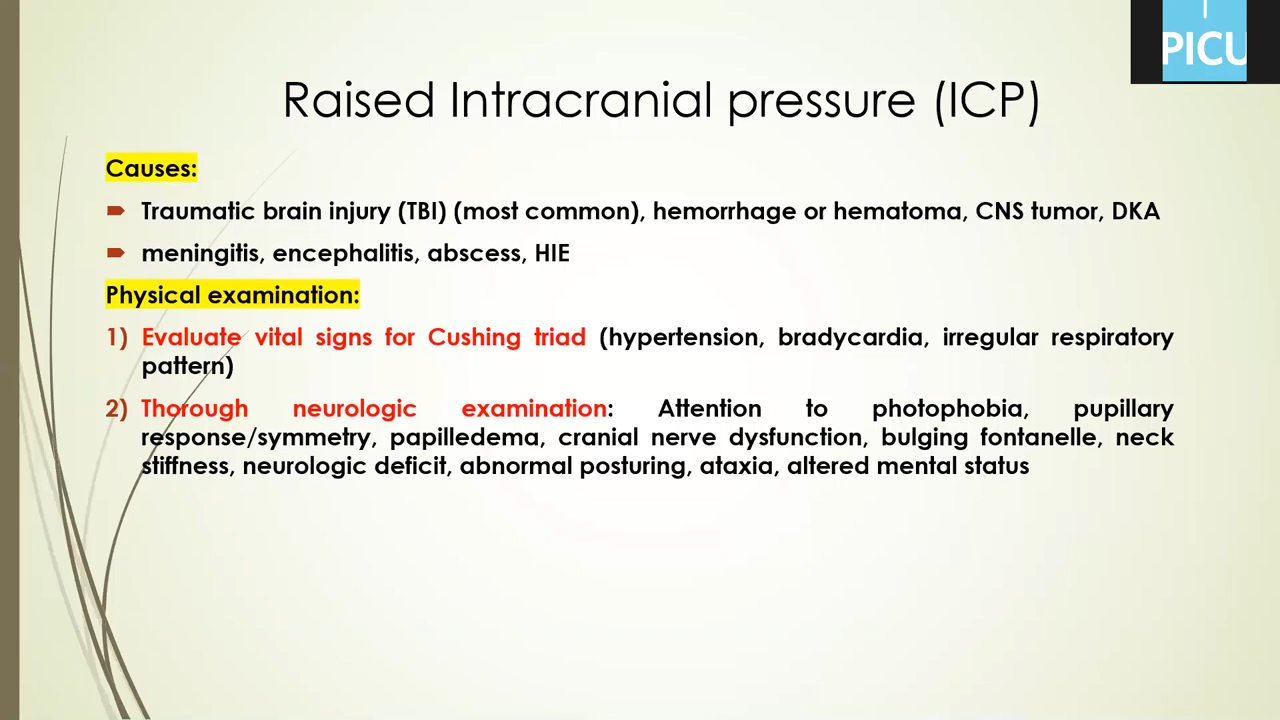 PICU
Raised Intracranial pressure (ICP)
Causes:
Traumatic brain injury (TBI) (most common), hemorrhage or hematoma, CNS tumor, DKA
meningitis, encephalitis, abscess, HIE
Physical examination:
1) Evaluate vital signs for Cushing triad (hypertension, bradycardia, irregular respiratory
pattern)
2) Thorough neurologic examination: Attention to photophobia, pupillary
response/symmetry, papilledema, cranial nerve dysfunction, bulging fontanelle, neck
stiffness, neurologic deficit, abnormal posturing, ataxia, altered mental status